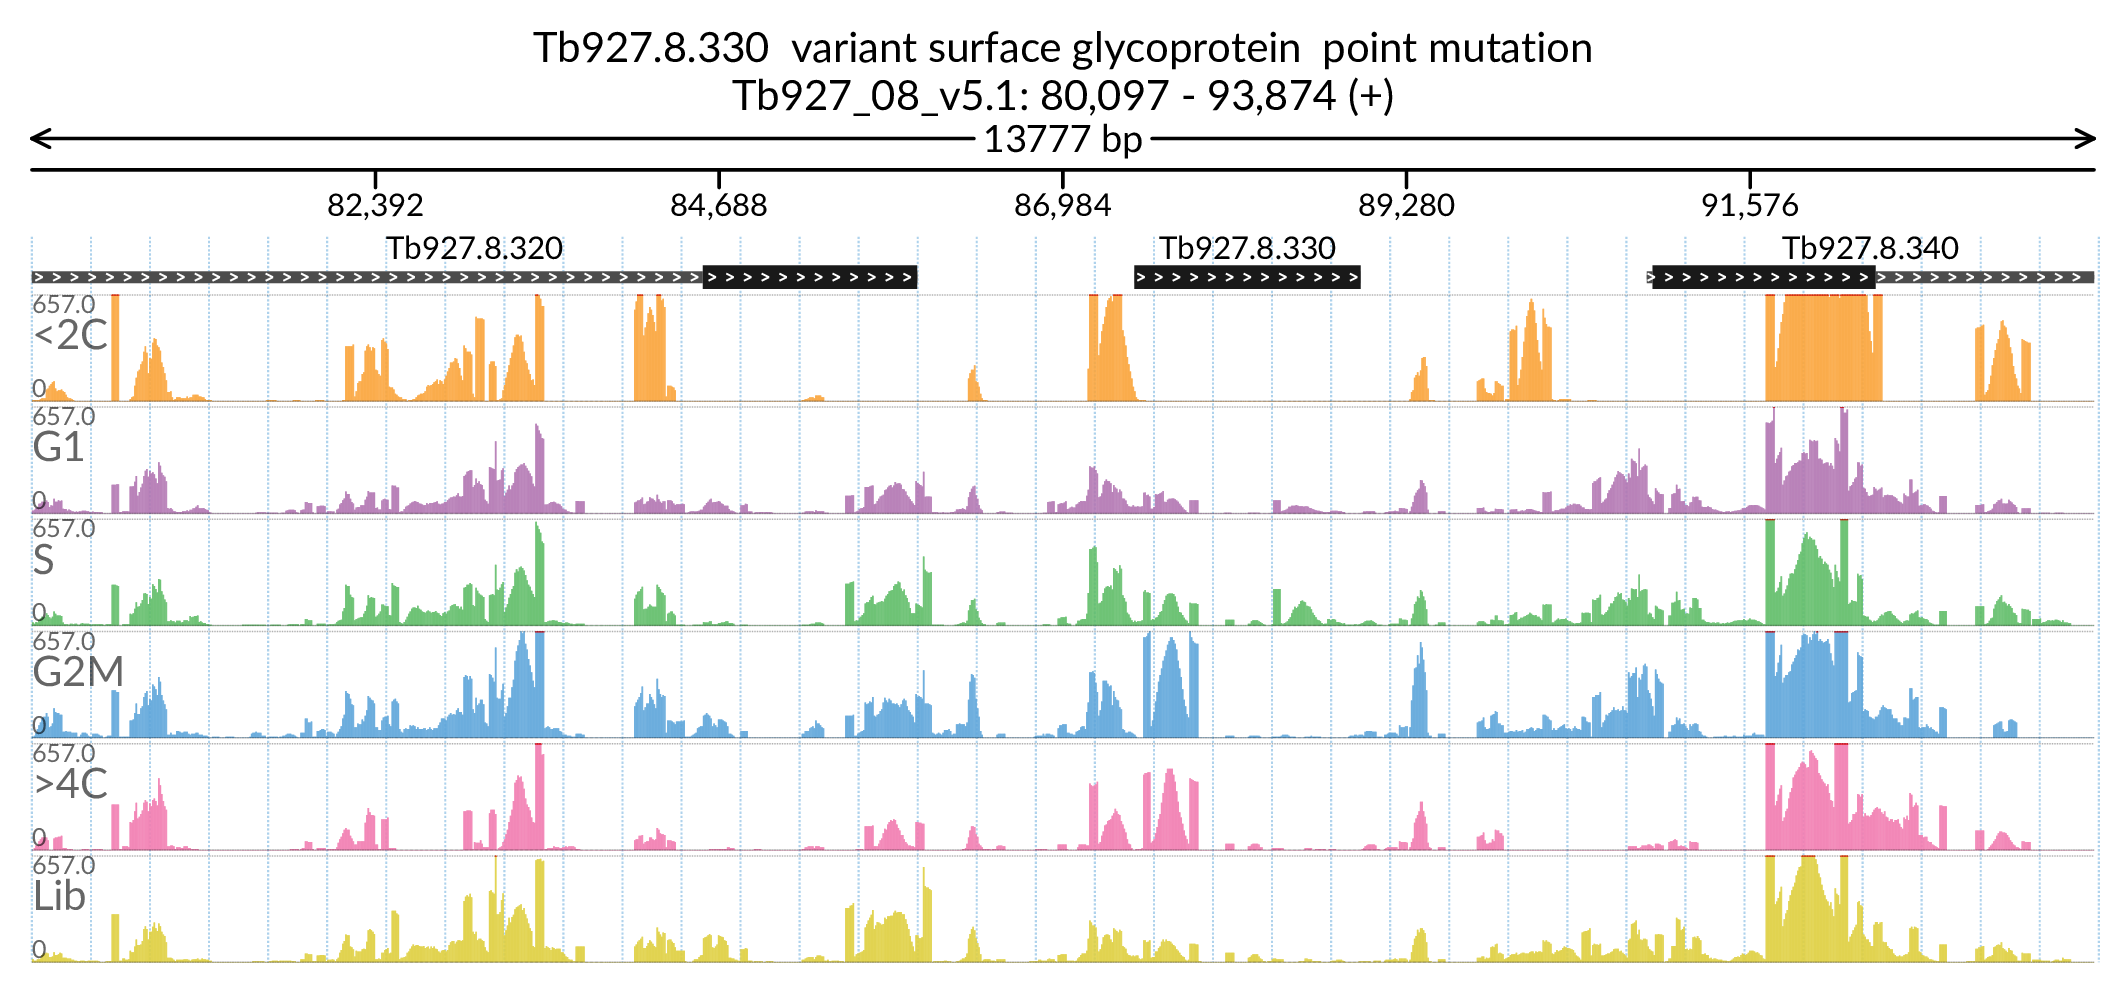 Tb927.8.330 variant surface glycoprotein point mutation
Tb927_08_v5.1: 80,097 - 93,874 (+)
13777 bp
82,392 84,688 86,984 89,280 91,576
Tb927.8.320 Tb927.8.330 Tb927.8.340
657.0
<2C
0
657.0
G1
0
657.0
S
0
657.0
G2M
0
657.0
>4C
0
657.0
Lib
0